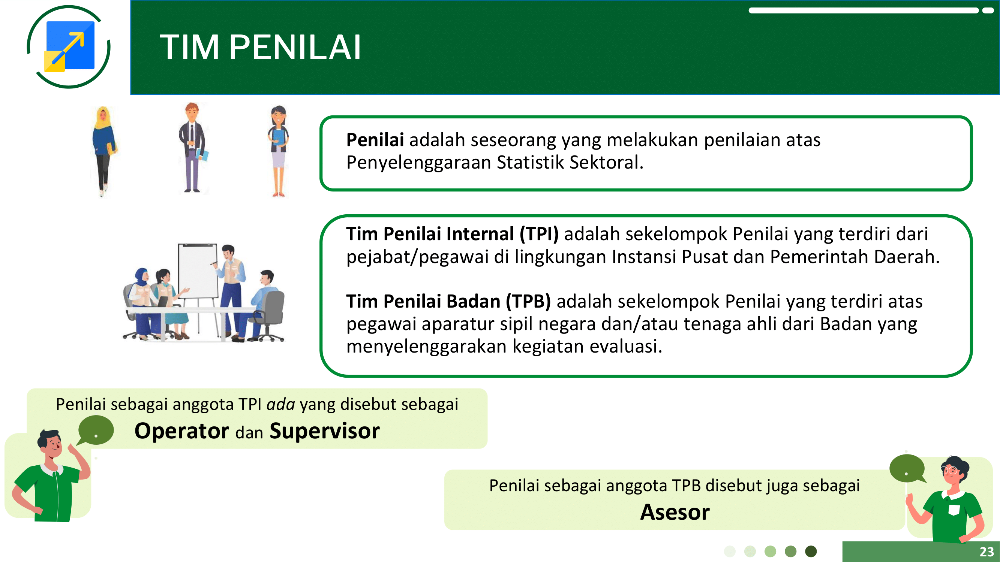 TIM PENILAI
Penilai adalah seseorang yang melakukan penilaian atas
Penyelenggaraan Statistik Sektoral.
Tim Penilai Internal (TPI) adalah sekelompok Penilai yang terdiri dari
pejabat/pegawai di lingkungan Instansi Pusat dan Pemerintah Daerah.
Tim Penilai Badan (TPB) adalah sekelompok Penilai yang terdiri atas
pegawai aparatur sipil negara dan/atau tenaga ahli dari Badan yang
menyelenggarakan kegiatan evaluasi.
Penilai sebagai anggota TPI ada yang disebut sebagai
Operator dan Supervisor
Penilai sebagai anggota TPB disebut juga sebagai
Asesor
23